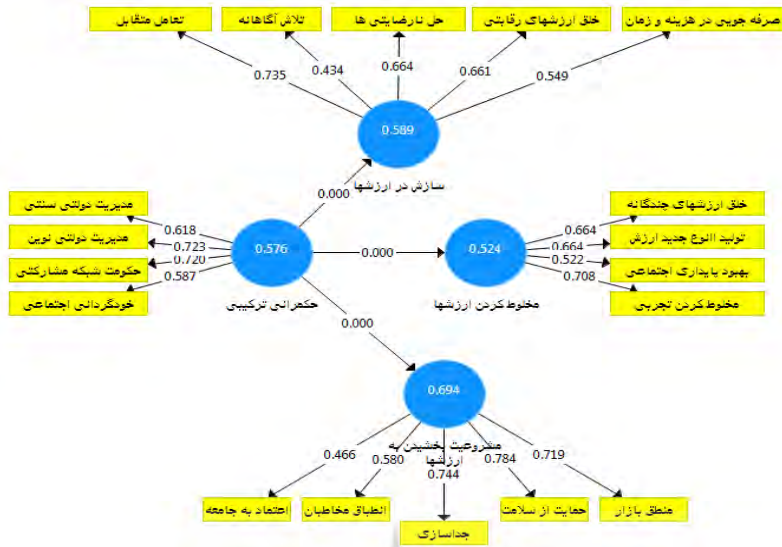 تعامل متقابل
تلاش آگاهانه
حل نارضایتی ها
خلق ارزشهای رقابتی
صرفه جویی در هزینه و زمان
0.735
0.434
0.664
0.661
0.549
0.589
سازش در ارزشها
0.000
مدیریت دولتی سنتی
مدیریت دولتی نوین
حکومت شبکه مشارکتی
خودگردانی اجتماعی
0.618
0.723
0.720
0.587
0.576
حکمرانی ترکیبی
0.000
0.524
مخلوط کردن ارزشها
0.664
0.664
0.522
0.708
خلق ارزشهای چندگانه
تولید اانوع جدید ارزش
بهبود پایداری اجتماعی
مخلوط کردن تجربی
0.000
0.694
مشروعیت بخشیدن به
ارزشها
0.466
0.580
0.744
0.784
0.719
اعتماد به جامعه
انطباق مخاطبان
جداسازی
حمایت از سلامت
منطق بازار